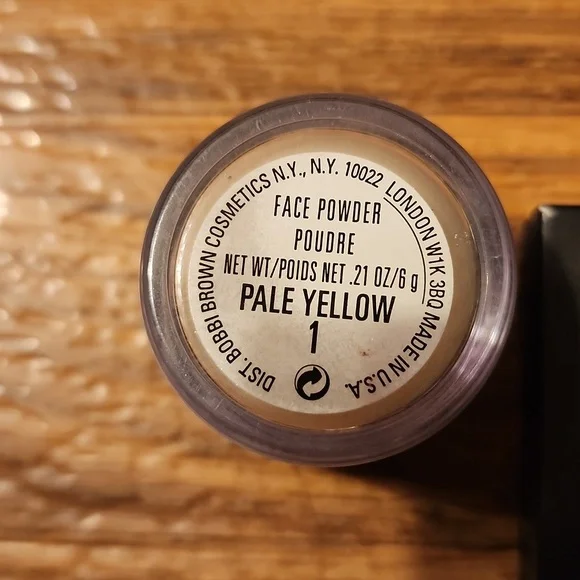 DIST. BOBBI BROWN COSMETICS N.Y., N.Y. 10022 LONDON W1K 3BQ MADE IN U.S.A.
FACE POWDER
POUDRE
NET WT/POIDS NET .21 OZ/6 g
PALE YELLOW
1